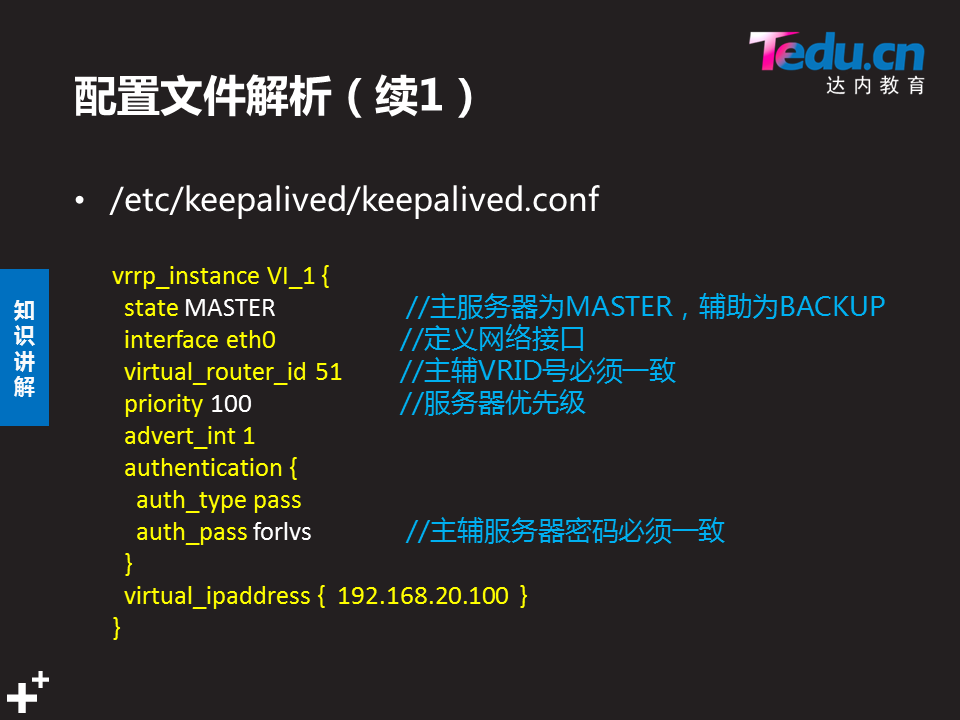 Tedu.cn
达内教育
配置文件解析（续1）
• /etc/keepalived/keepalived.conf
知识讲解
vrrp_instance VI_1 {
state MASTER //主服务器为MASTER，辅助为BACKUP
interface eth0 //定义网络接口
virtual_router_id 51 //主辅VRID号必须一致
priority 100 //服务器优先级
advert_int 1
authentication {
auth_type pass
auth_pass forlvs //主辅服务器密码必须一致
}
virtual_ipaddress { 192.168.20.100 }
}